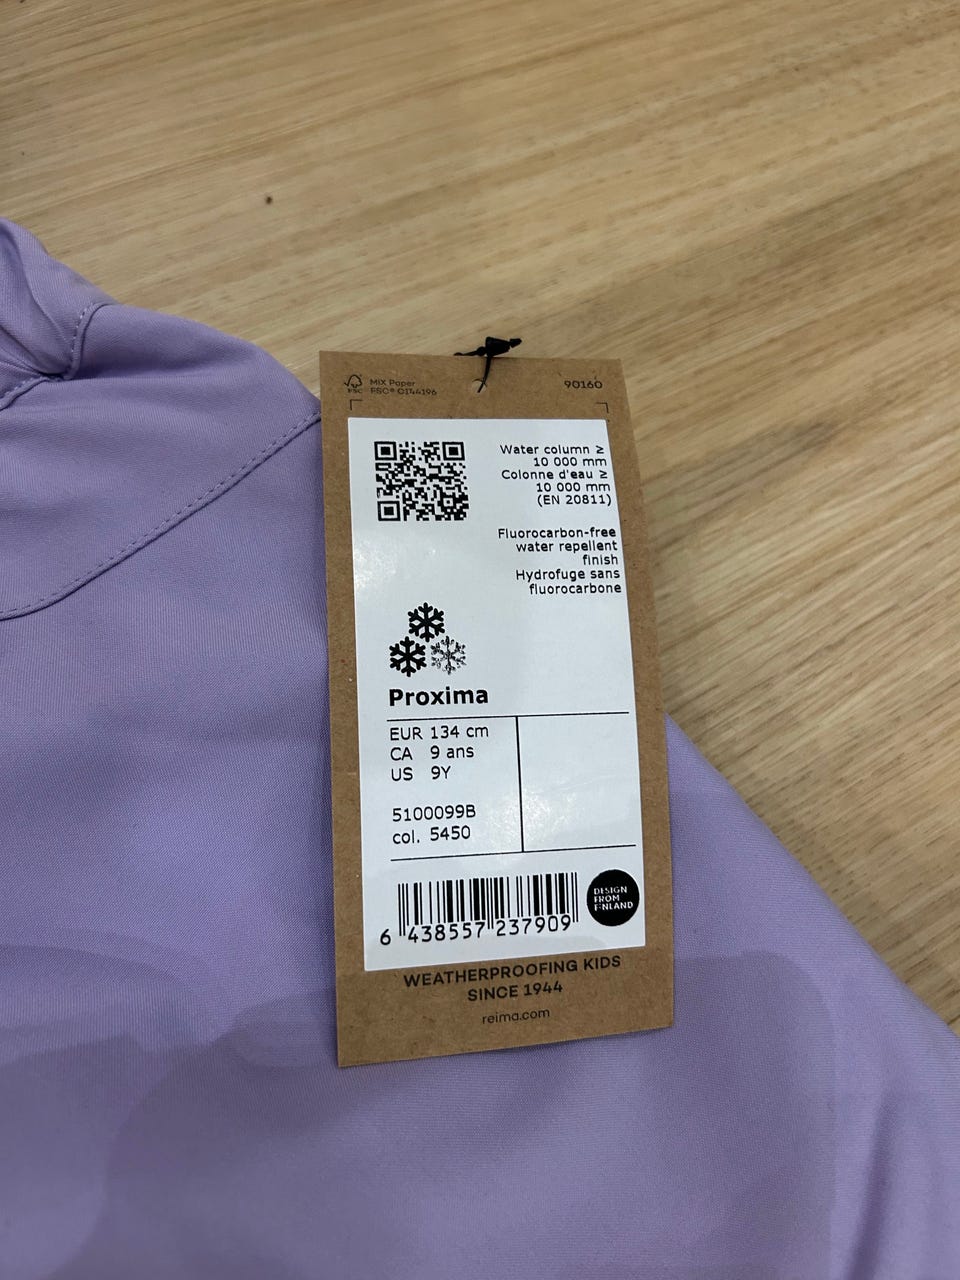 FSC
MIX Paper
FSC® C144196
90160
Water column ≥
10 000 mm
Colonne d'eau ≥
10 000 mm
(EN 20811)
Fluorocarbon-free
water repellent
finish
Hydrofuge sans
fluorocarbone
Proxima
EUR 134 cm
CA 9 ans
US 9Y
5100099B
col. 5450
6 438557 237909
DESIGN
FROM
FINLAND
WEATHERPROOFING KIDS
SINCE 1944
reima.com